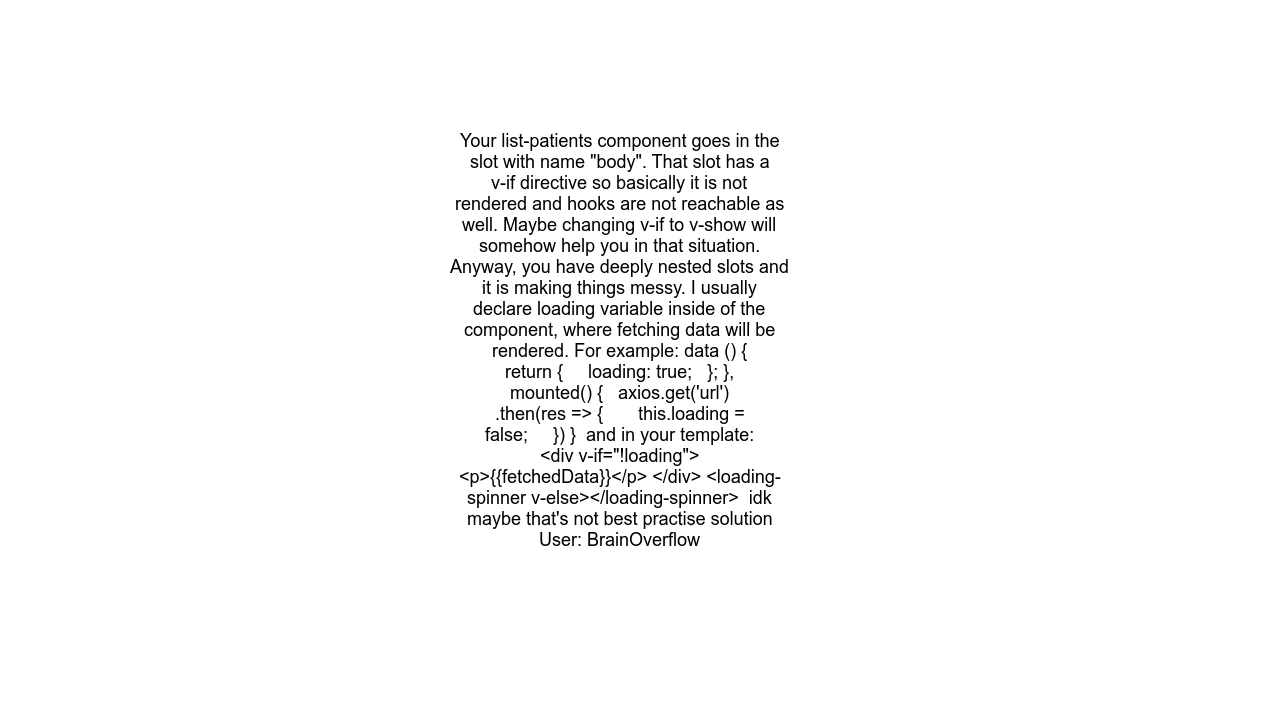 Your list-patients component goes in the
slot with name "body". That slot has a
v-if directive so basically it is not
rendered and hooks are not reachable as
well. Maybe changing v-if to v-show will
somehow help you in that situation.
Anyway, you have deeply nested slots and
it is making things messy. I usually
declare loading variable inside of the
component, where fetching data will be
rendered. For example: data () {
return {     loading: true;   }; },
mounted() {   axios.get('url')
.then(res => {       this.loading =
false;     }) }  and in your template:
<div v-if="!loading">
<p>{{fetchedData}}</p> </div> <loading-
spinner v-else></loading-spinner>  idk
maybe that's not best practise solution
User: BrainOverflow